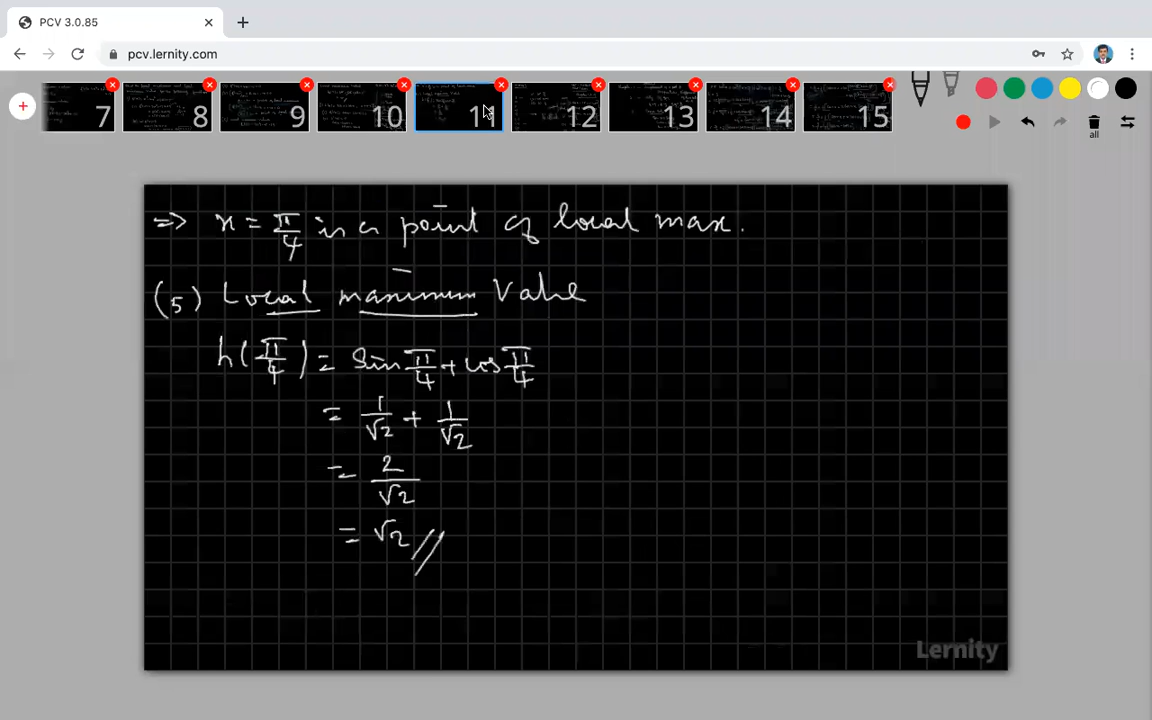 PCV 3.0.85
pcv.lernity.com
7 8 9 10 11 12 13 14 15
all
=> x = π/4 is a point of local max.
(5) Local maximum Value
h(π/4) = Sin π/4 + cos π/4
= 1/√2 + 1/√2
= 2/√2
= √2 //
Lernity